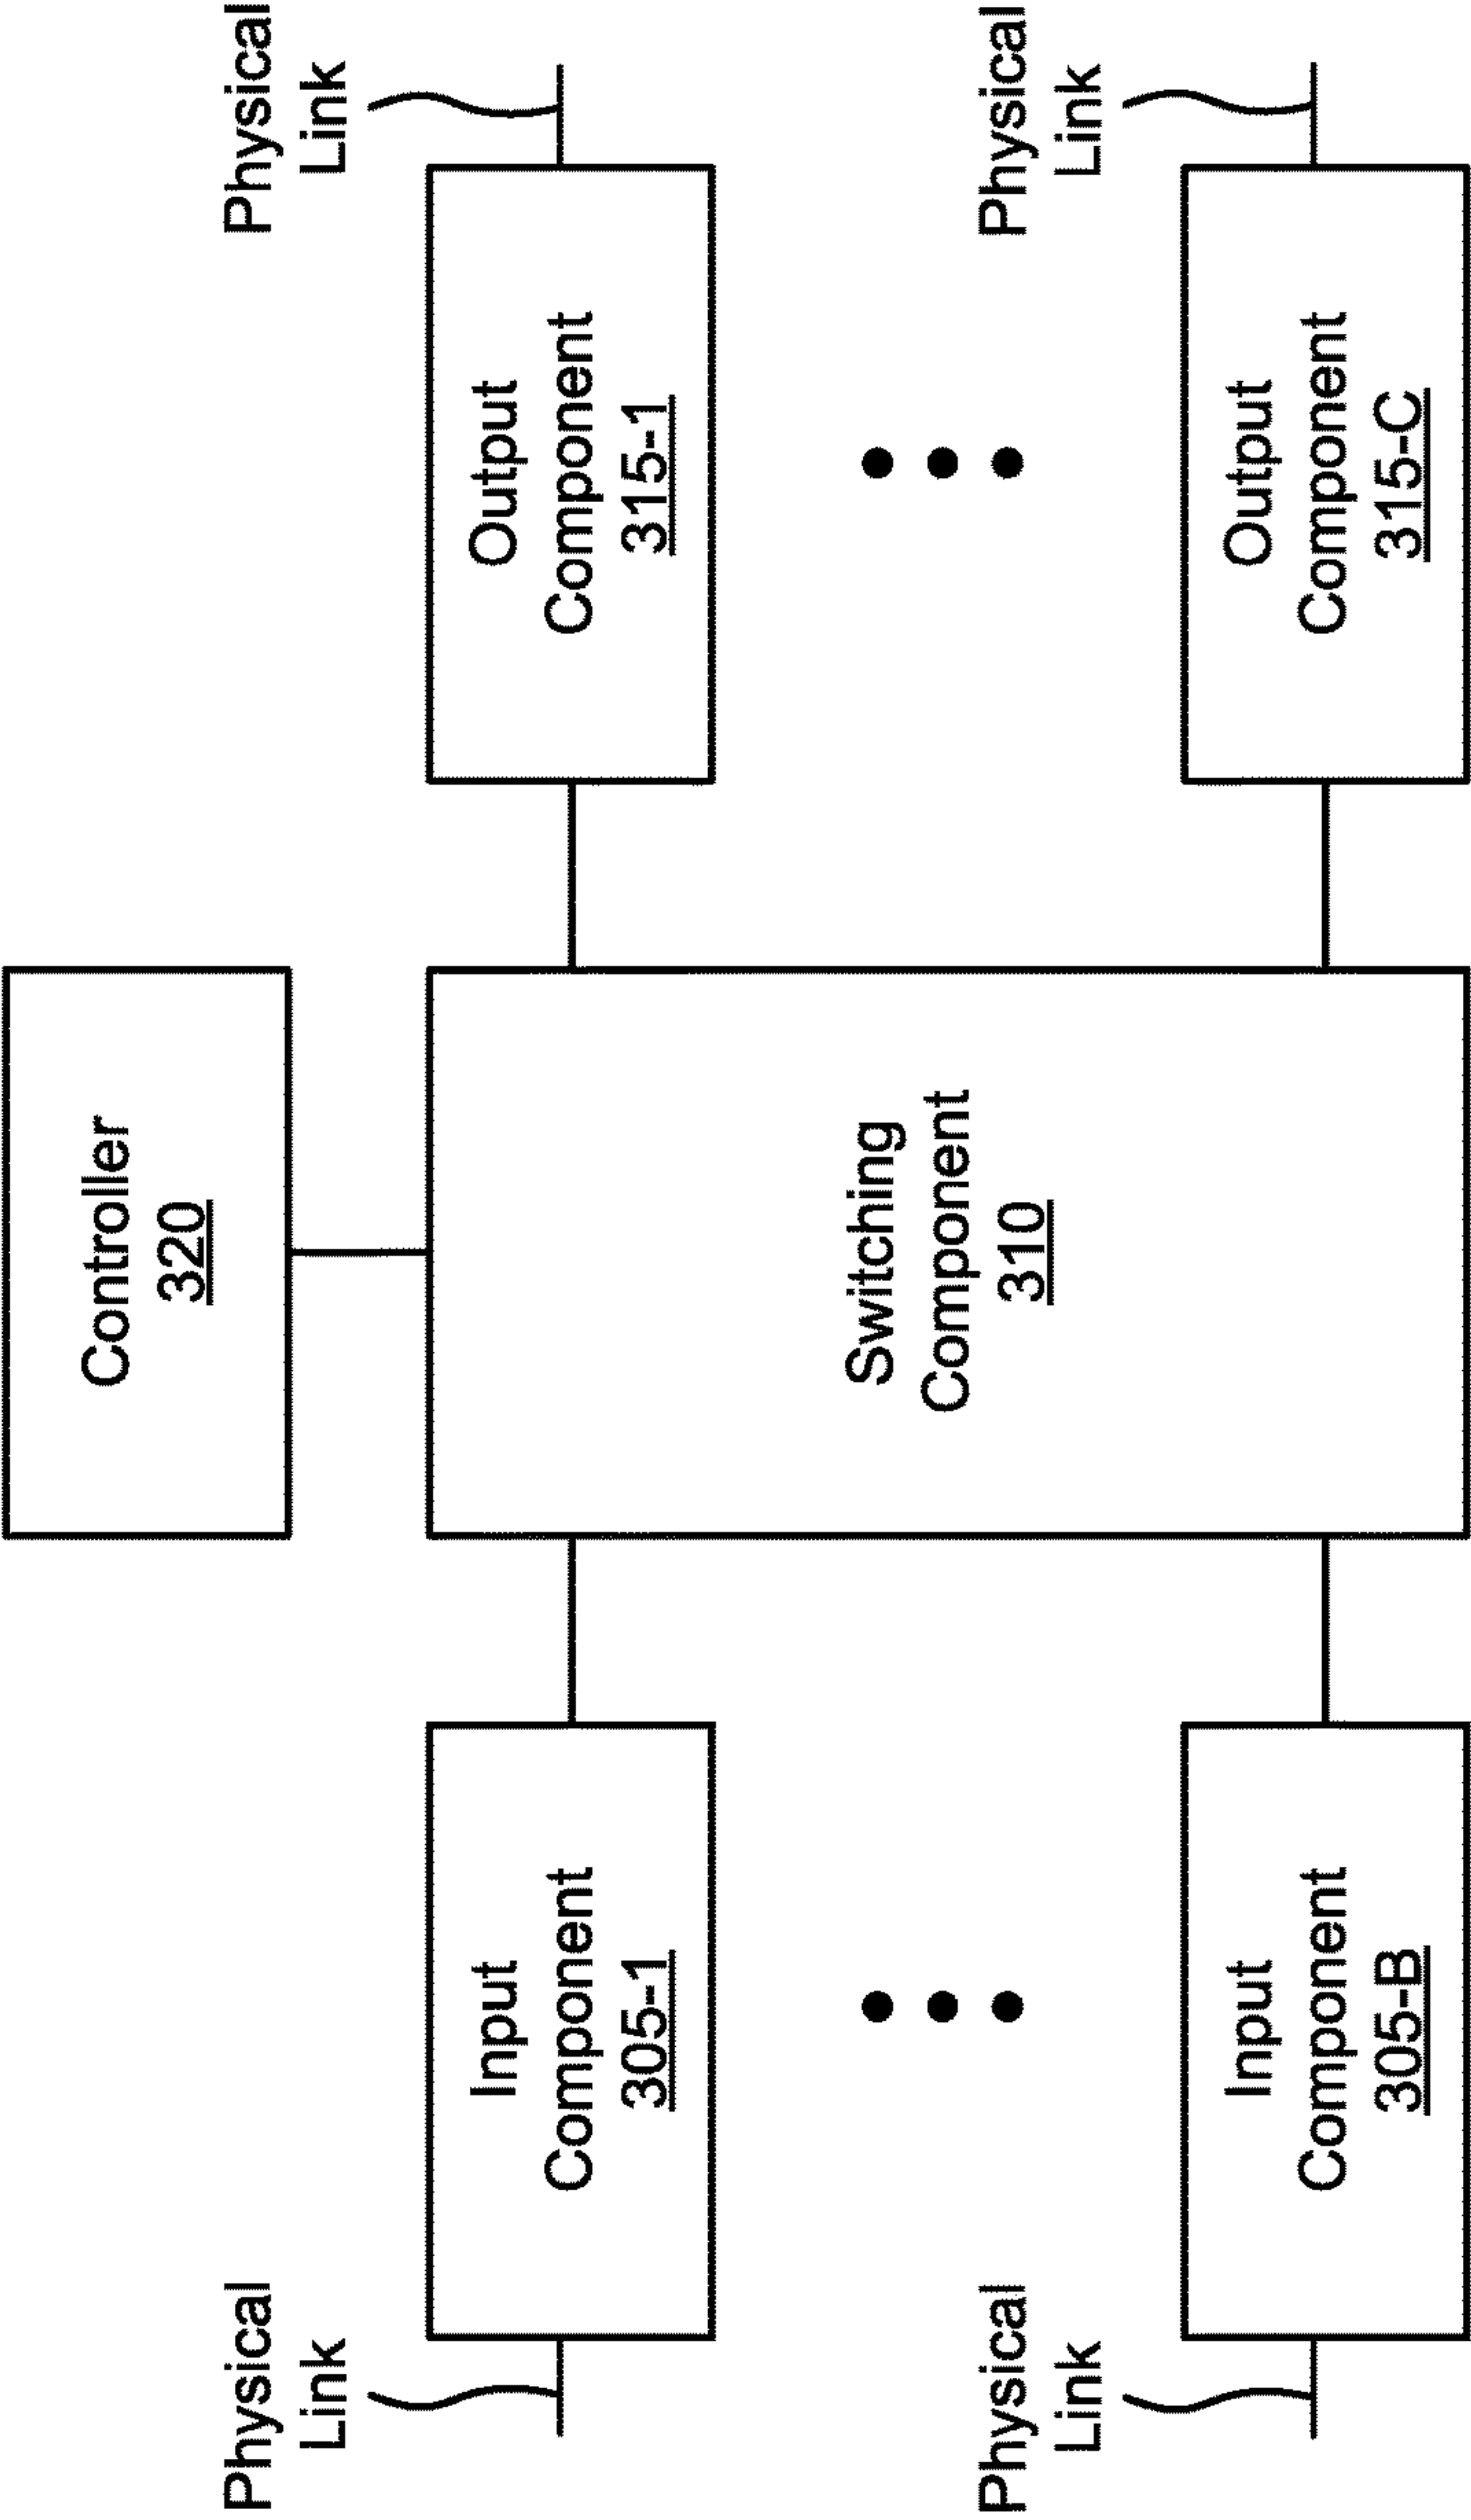 Controller
320
Physical
Link
Physical
Link
Input
Component
305-1
Switching
Component
310
Output
Component
315-1
Physical
Link
Physical
Link
Input
Component
305-B
Output
Component
315-C